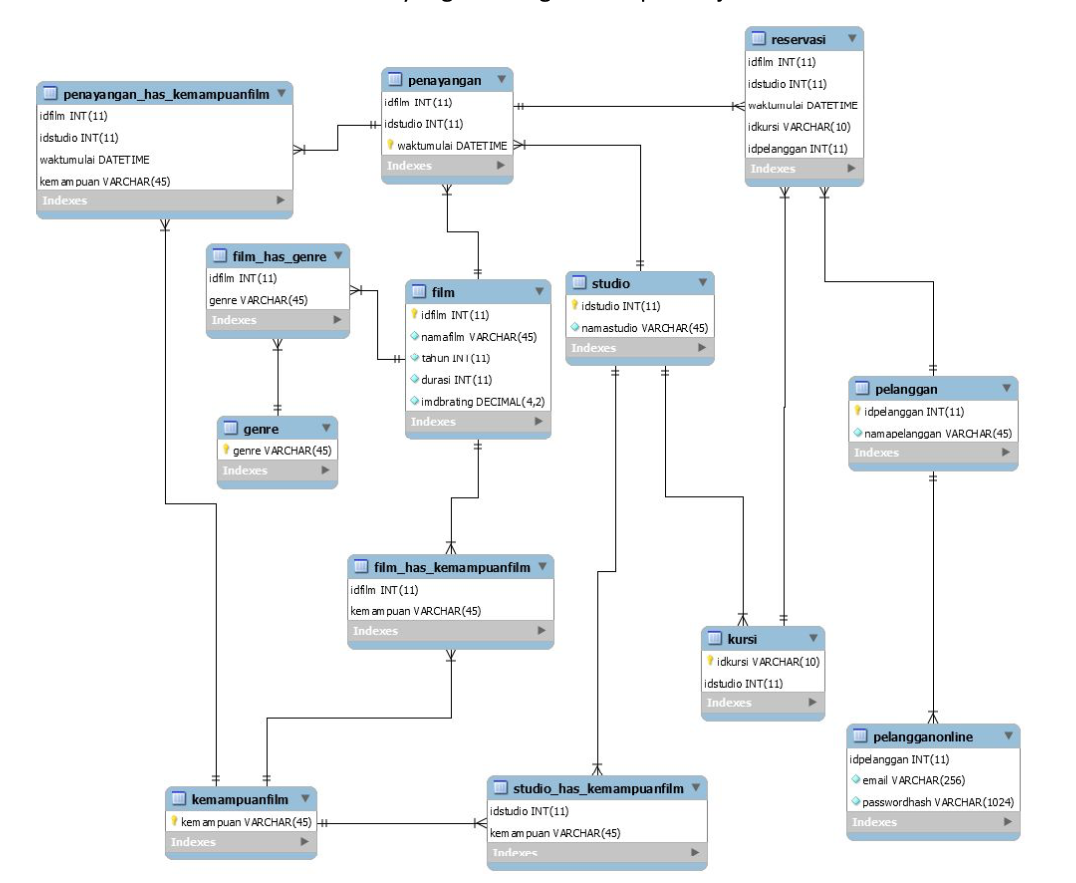 reservasi
idfilm INT(11)
idstudio INT(11)
waktumulai DATETIME
idkursi VARCHAR(10)
idpelanggan INT(11)
Indexes
penayangan
idfilm INT(11)
idstudio INT(11)
waktumulai DATETIME
Indexes
penayangan_has_kemampuanfilm
idfilm INT(11)
idstudio INT(11)
waktumulai DATETIME
kemampuan VARCHAR(45)
Indexes
film_has_genre
idfilm INT(11)
genre VARCHAR(45)
Indexes
film
idfilm INT(11)
namafilm VARCHAR(45)
tahun INT(11)
durasi INT(11)
imdbrating DECIMAL(4,2)
Indexes
studio
idstudio INT(11)
namastudio VARCHAR(45)
Indexes
pelanggan
idpelanggan INT(11)
namapelanggan VARCHAR(45)
Indexes
genre
genre VARCHAR(45)
Indexes
film_has_kemampuanfilm
idfilm INT(11)
kemampuan VARCHAR(45)
Indexes
kursi
idkursi VARCHAR(10)
idstudio INT(11)
Indexes
pelangganonline
idpelanggan INT(11)
email VARCHAR(256)
passwordhash VARCHAR(1024)
Indexes
kemampuanfilm
kemampuan VARCHAR(45)
Indexes
studio_has_kemampuanfilm
idstudio INT(11)
kemampuan VARCHAR(45)
Indexes